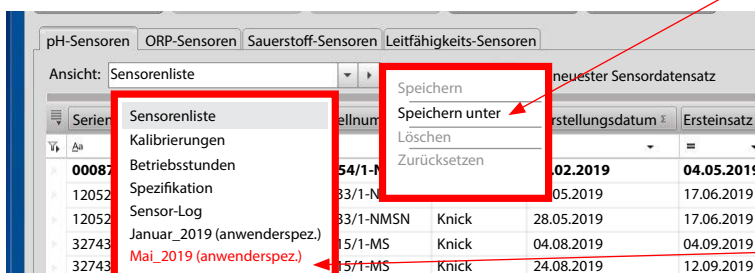 pH-Sensoren ORP-Sensoren Sauerstoff-Sensoren Leitfähigkeits-Sensoren
Ansicht: Sensorenliste
neuester Sensordatensatz
Speichern
Speichern unter
Löschen
Zurücksetzen
Sensorenliste
Kalibrierungen
Betriebsstunden
Spezifikation
Sensor-Log
Januar_2019 (anwenderspez.)
Mai_2019 (anwenderspez.)
Serien ellnum rstellungsdatum Σ Ersteinsatz
Aa =
00087 54/1-N .02.2019 04.05.2019
12052 33/1-N .05.2019 17.06.2019
12052 33/1-NMSN Knick 28.05.2019 17.06.2019
32743 15/1-MS Knick 04.08.2019 04.09.2019
32743 15/1-MS Knick 24.08.2019 12.09.2019